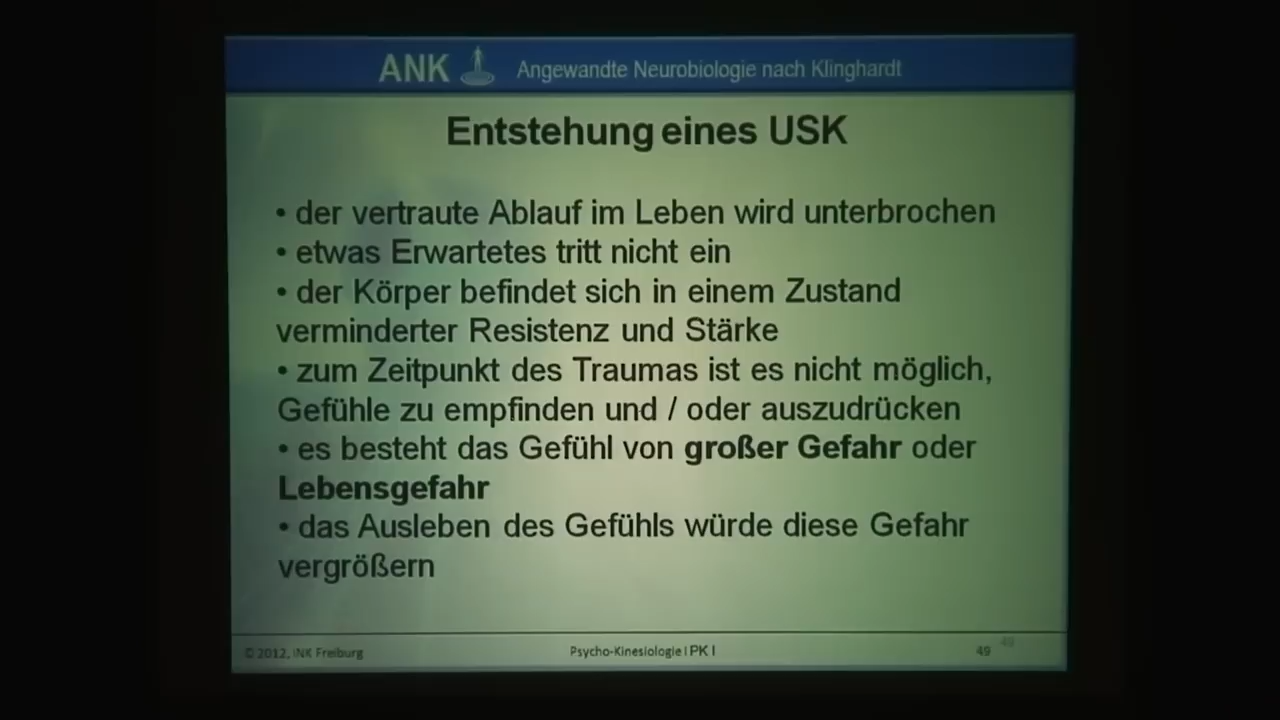 ANK Angewandte Neurobiologie nach Klinghardt
Entstehung eines USK
• der vertraute Ablauf im Leben wird unterbrochen
• etwas Erwartetes tritt nicht ein
• der Körper befindet sich in einem Zustand
verminderter Resistenz und Stärke
• zum Zeitpunkt des Traumas ist es nicht möglich,
Gefühle zu empfinden und / oder auszudrücken
• es besteht das Gefühl von großer Gefahr oder
Lebensgefahr
• das Ausleben des Gefühls würde diese Gefahr
vergrößern
© 2012, INK Freiburg Psycho-Kinesiologie I PK I 49 49